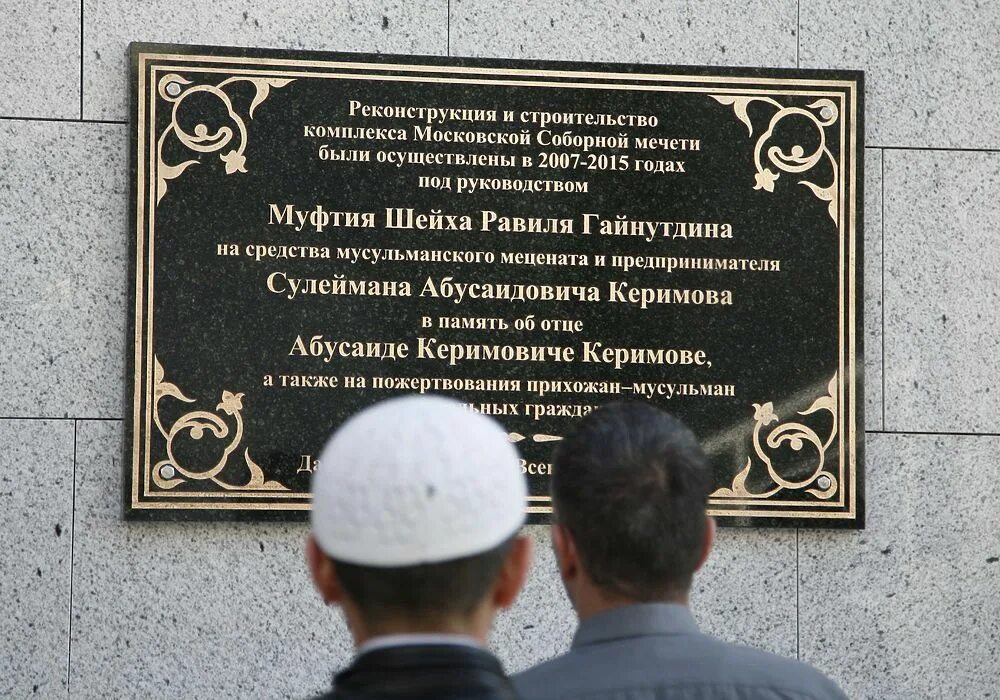 Реконструкция и строительство
комплекса Московской Соборной мечети
были осуществлены в 2007-2015 годах
под руководством
Муфтия Шейха Равиля Гайнутдина
на средства мусульманского мецената и предпринимателя
Сулеймана Абусаидовича Керимова
в память об отце
Абусаиде Керимовиче Керимове,
а также на пожертвования прихожан–мусульман